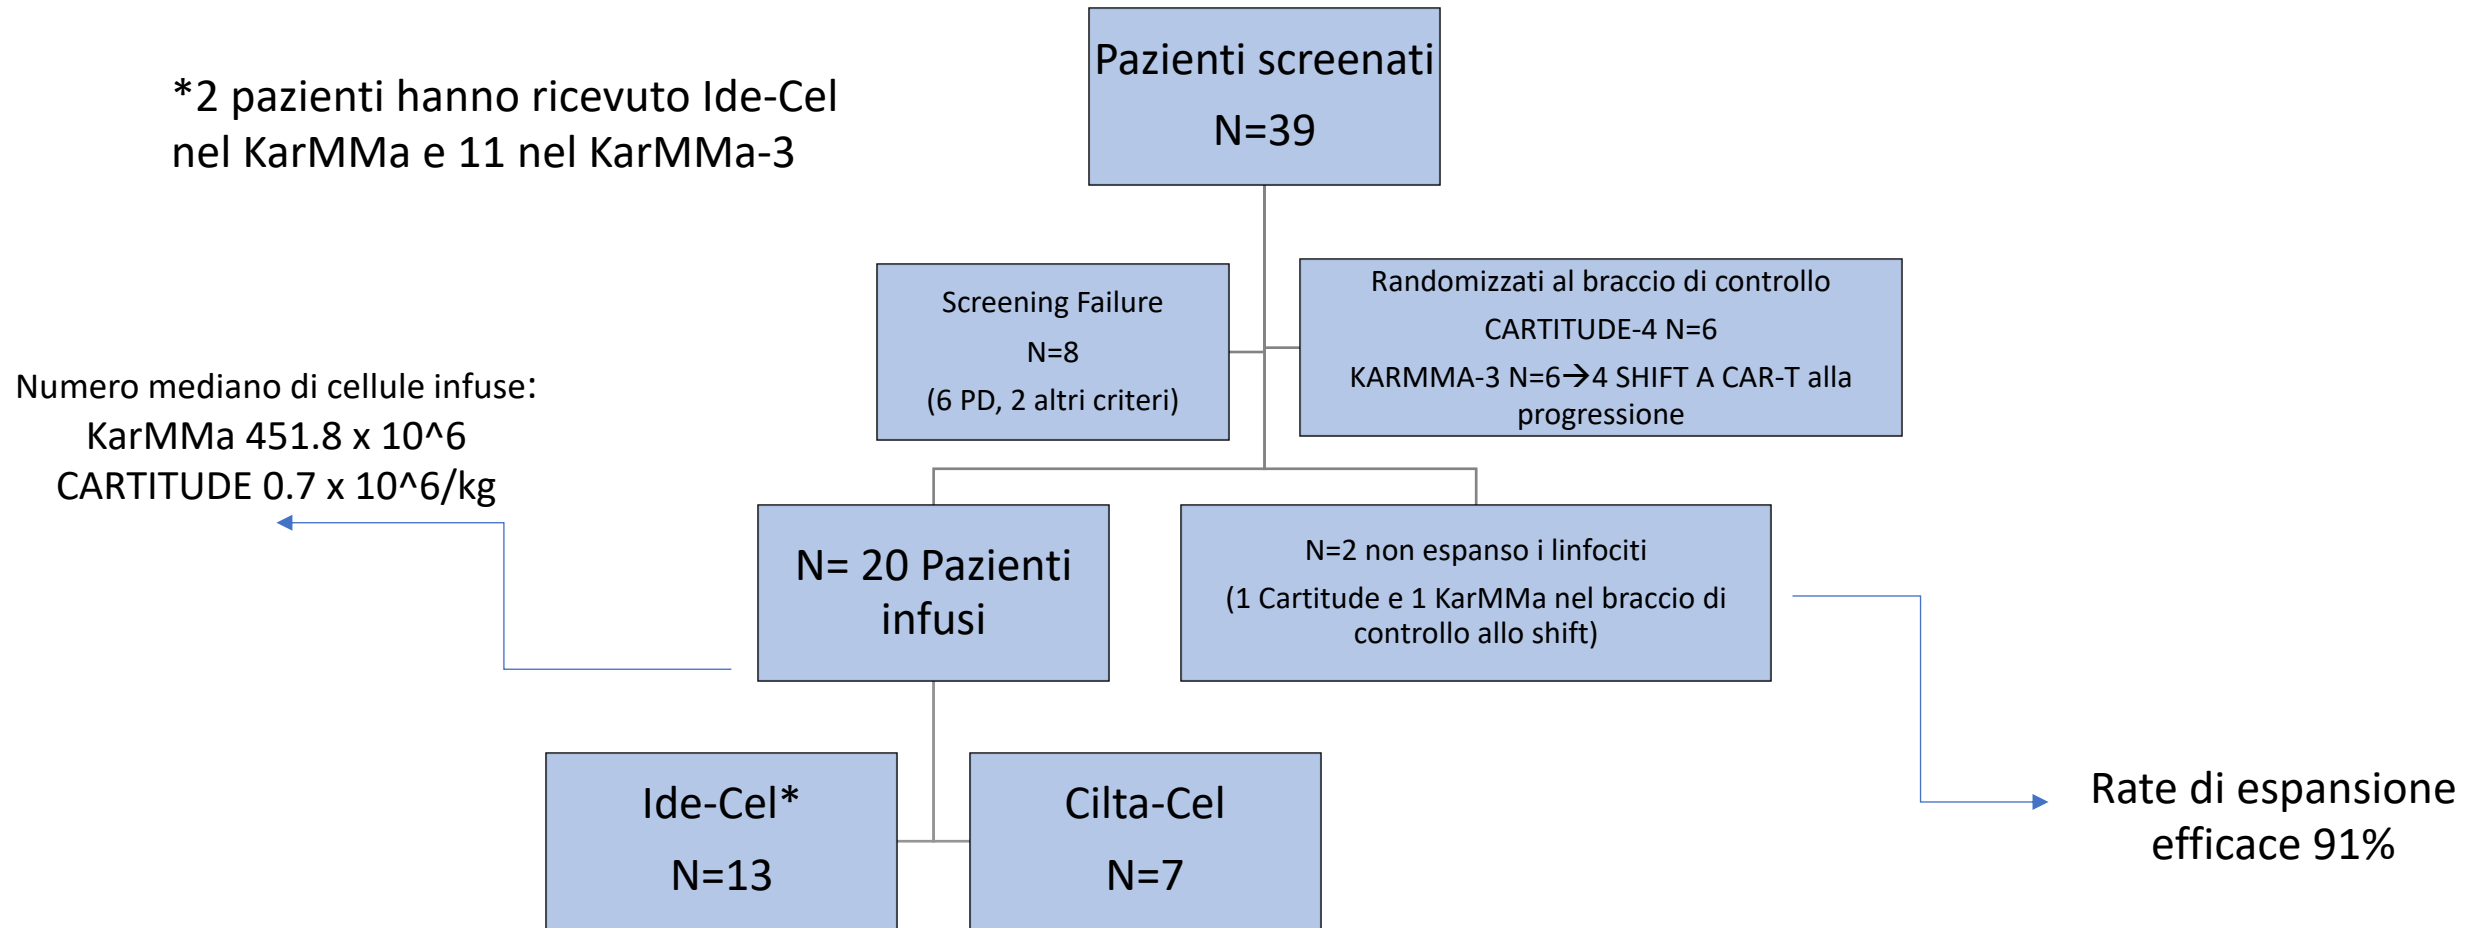 *2 pazienti hanno ricevuto Ide-Cel
nel KarMMa e 11 nel KarMMa-3
Pazienti screenati
N=39
Screening Failure
N=8
(6 PD, 2 altri criteri)
Randomizzati al braccio di controllo
CARTITUDE-4 N=6
KARMMA-3 N=6→4 SHIFT A CAR-T alla
progressione
Numero mediano di cellule infuse:
KarMMa 451.8 x 10^6
CARTITUDE 0.7 x 10^6/kg
N= 20 Pazienti
infusi
N=2 non espanso i linfociti
(1 Cartitude e 1 KarMMa nel braccio di
controllo allo shift)
Ide-Cel*
N=13
Cilta-Cel
N=7
Rate di espansione
efficace 91%